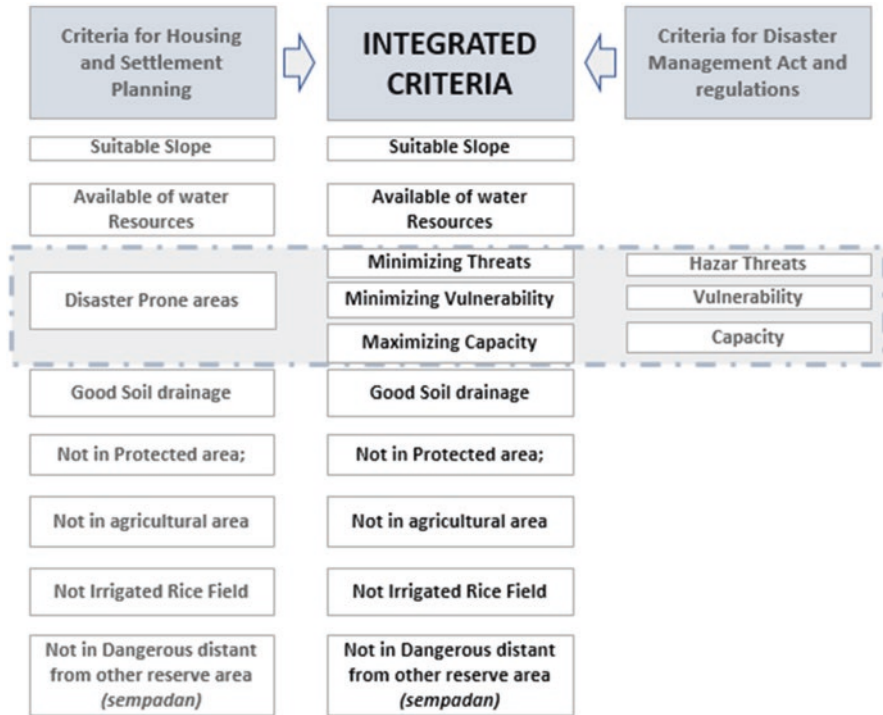 Criteria for Housing
and Settlement
Planning
INTEGRATED
CRITERIA
Criteria for Disaster
Management Act and
regulations
Suitable Slope
Suitable Slope
Available of water
Resources
Available of water
Resources
Disaster Prone areas
Minimizing Threats
Minimizing Vulnerability
Maximizing Capacity
Hazar Threats
Vulnerability
Capacity
Good Soil drainage
Good Soil drainage
Not in Protected area;
Not in Protected area;
Not in agricultural area
Not in agricultural area
Not Irrigated Rice Field
Not Irrigated Rice Field
Not in Dangerous distant
from other reserve area
(sempadan)
Not in Dangerous distant
from other reserve area
(sempadan)